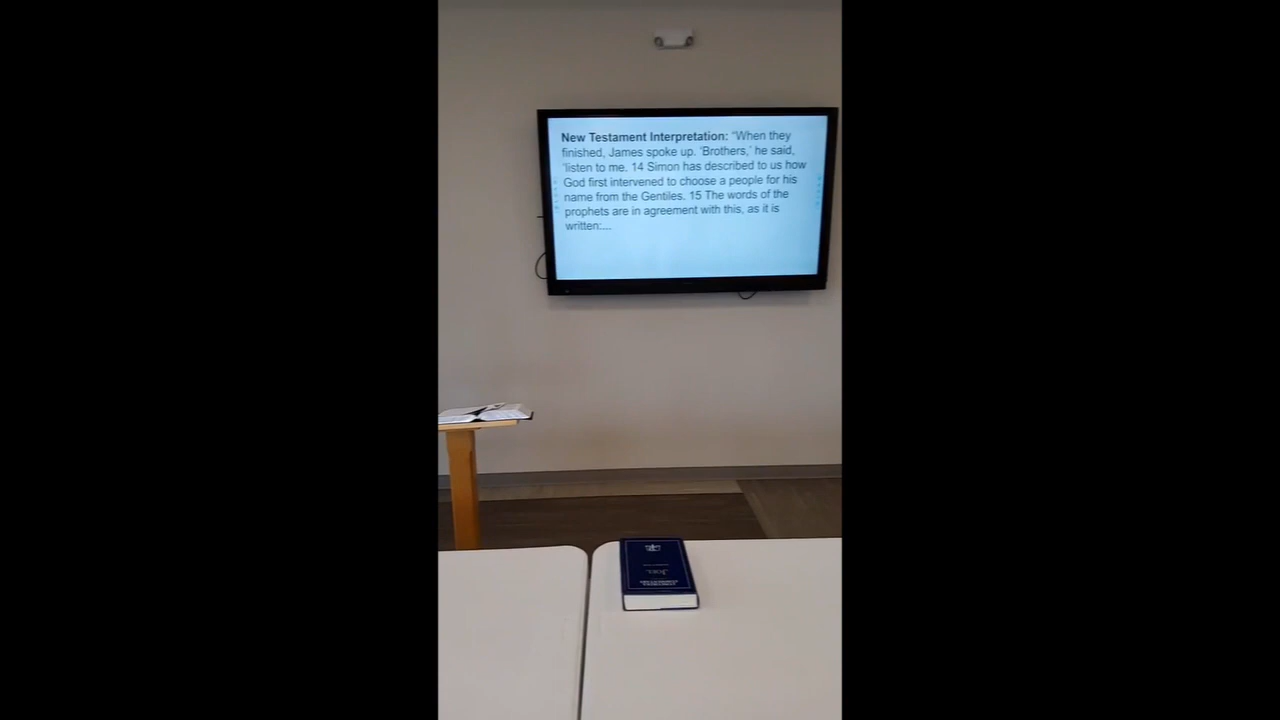 New Testament Interpretation: “When they
finished, James spoke up. ‘Brothers,’ he said,
‘listen to me. 14 Simon has described to us how
God first intervened to choose a people for his
name from the Gentiles. 15 The words of the
prophets are in agreement with this, as it is
written:...